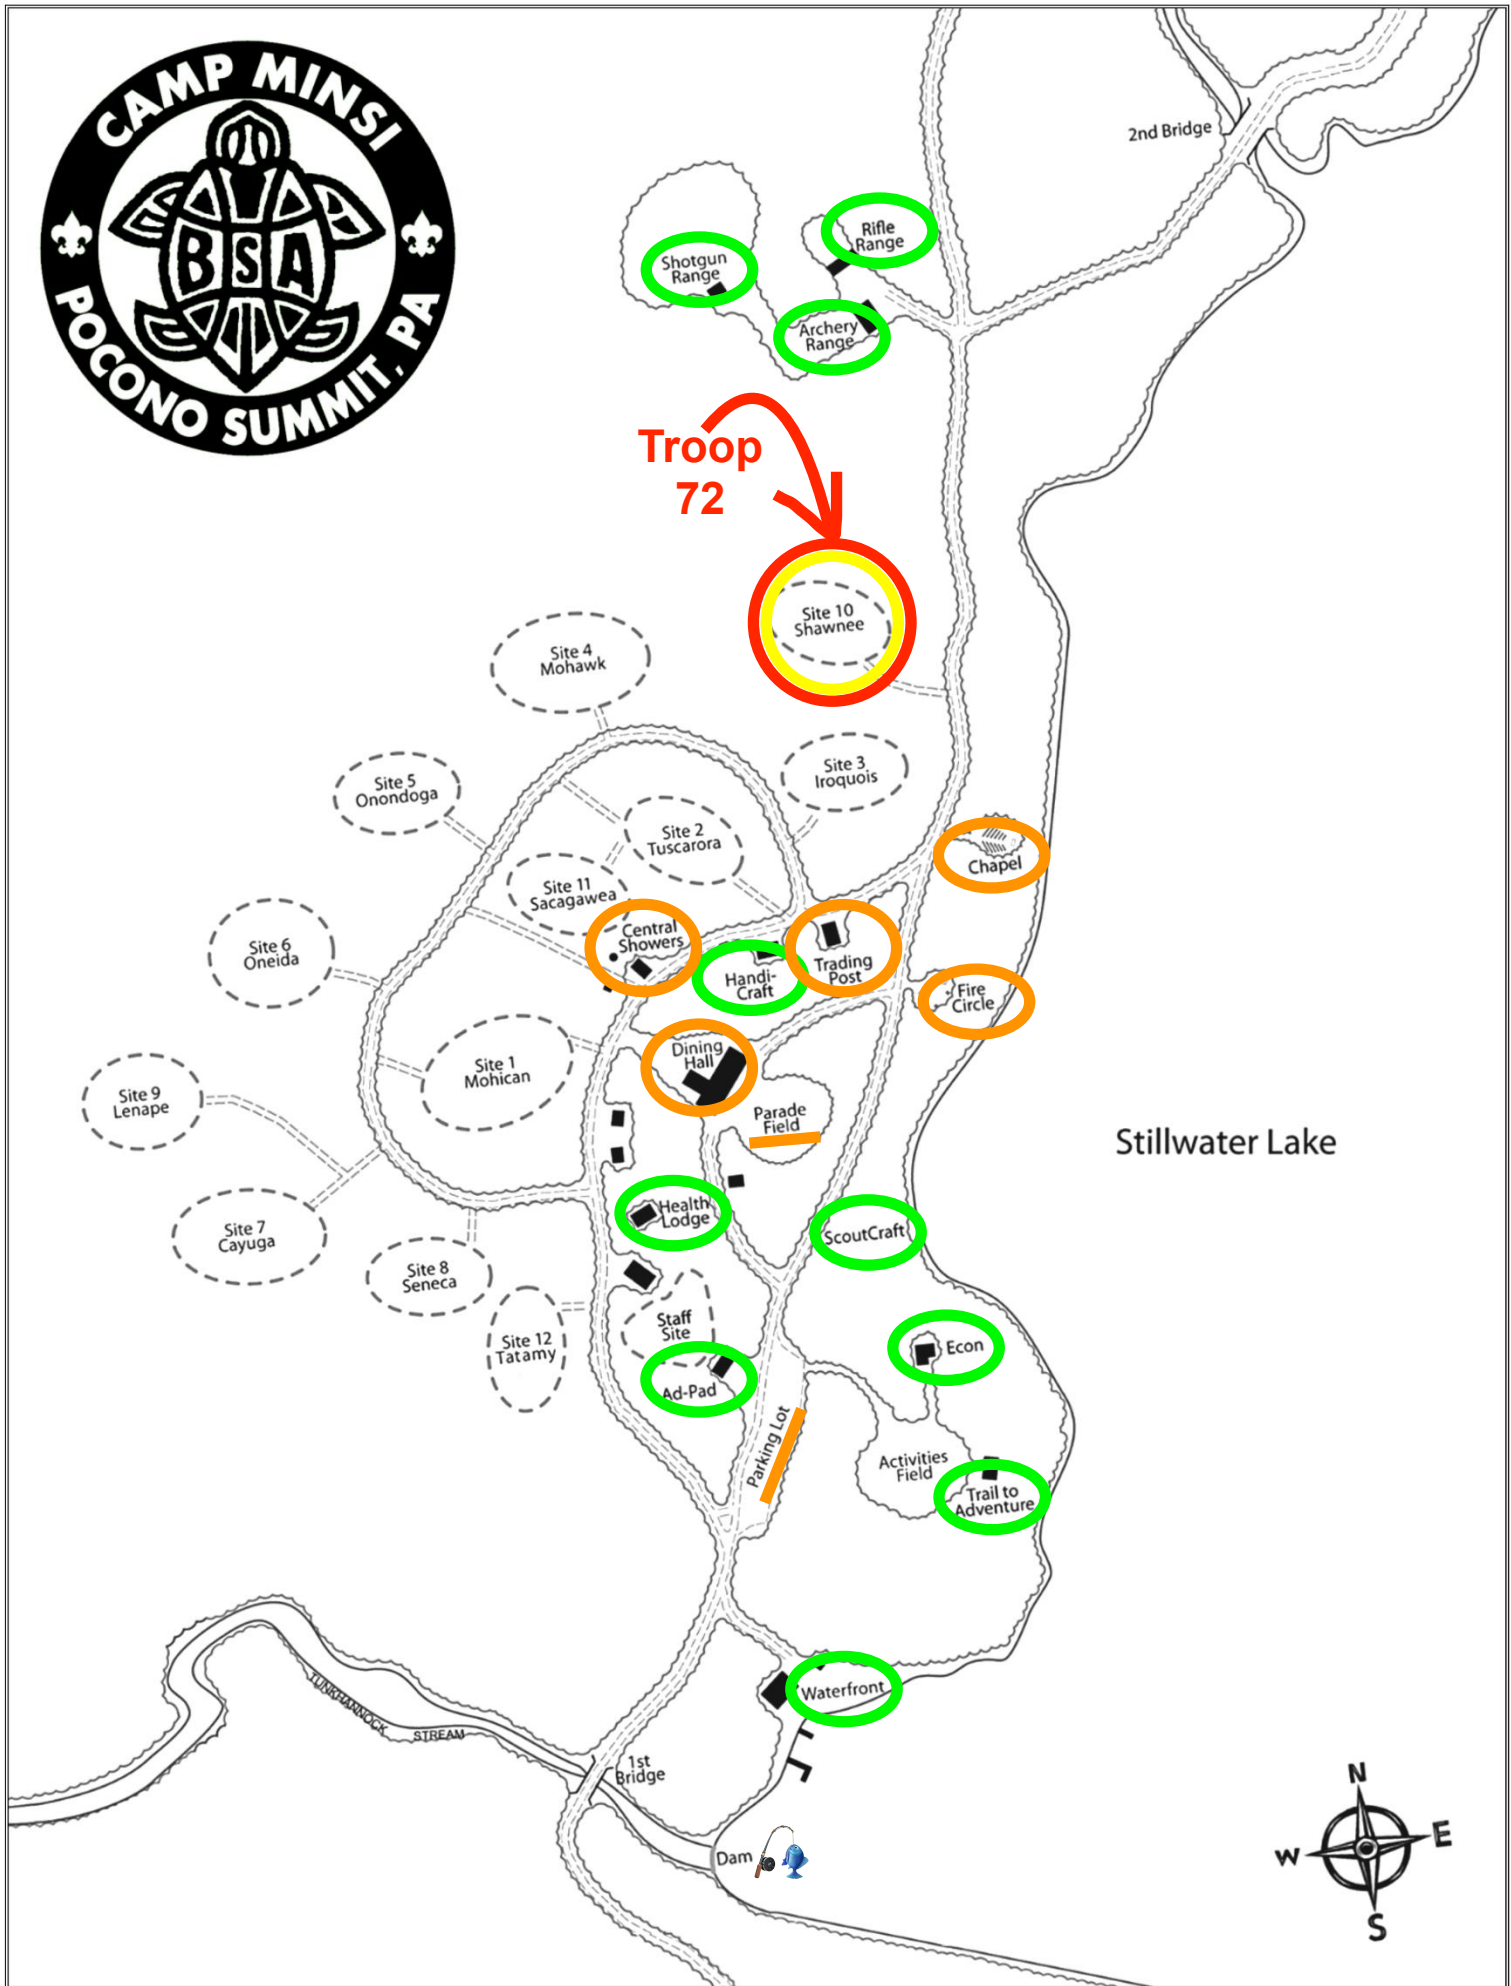 CAMP MINSI
BSA
POCONO SUMMIT, PA
2nd Bridge
Rifle
Range
Shotgun
Range
Archery
Range
Troop
72
Site 10
Shawnee
Site 4
Mohawk
Site 3
Iroquois
Site 5
Onondoga
Site 2
Tuscarora
Chapel
Site 11
Sacagawea
Central
Showers
Site 6
Oneida
Trading
Post
Handi-
Craft
Fire
Circle
Dining
Hall
Site 1
Mohican
Site 9
Lenape
Parade
Field
Stillwater Lake
Health
Lodge
ScoutCraft
Site 7
Cayuga
Site 8
Seneca
Staff
Site
Site 12
Tatamy
Econ
Ad-Pad
Parking Lot
Activities
Field
Trail to
Adventure
Waterfront
TUNKHANNOCK
STREAM
1st
Bridge
Dam
N
W
E
S